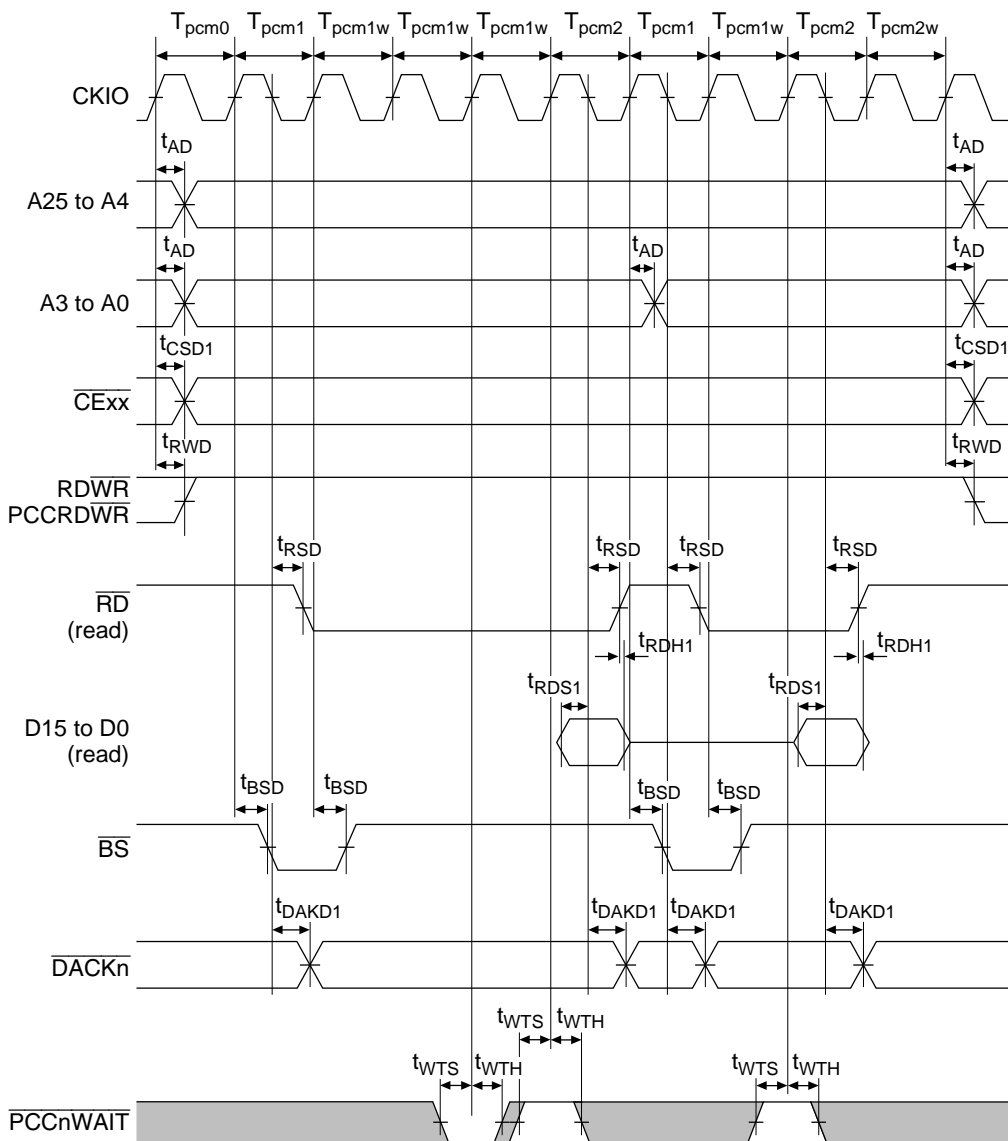 Tpcm0 Tpcm1 Tpcm1w Tpcm1w Tpcm1w Tpcm2 Tpcm1 Tpcm1w Tpcm2 Tpcm2w
CKIO
tAD tAD
A25 to A4
tAD tAD tAD
A3 to A0
tCSD1 tCSD1
CExx
tRWD tRWD
RDWR
PCCRDWR
tRSD tRSD tRSD tRSD
RD
(read)
tRDH1 tRDH1
tRDS1 tRDS1
D15 to D0
(read)
tBSD tBSD tBSD tBSD
BS
tDAKD1 tDAKD1 tDAKD1 tDAKD1
DACKn
tWTS tWTH
tWTS tWTH tWTS tWTH
PCCnWAIT